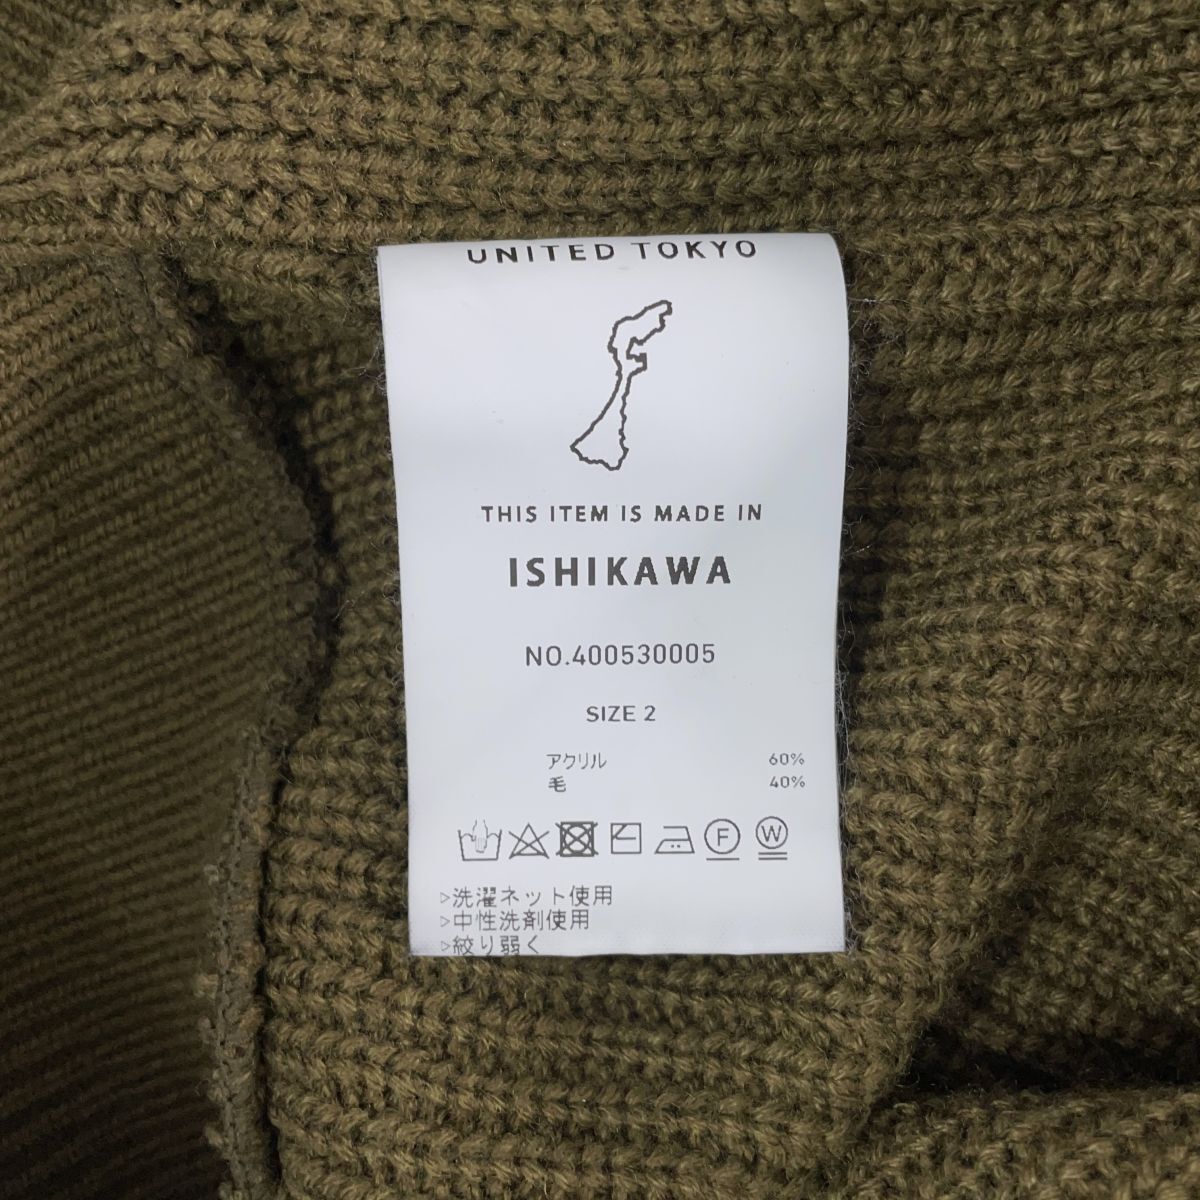 UNITED TOKYO
THIS ITEM IS MADE IN
ISHIKAWA
NO.400530005
SIZE 2
アクリル 60%
毛 40%
F W
▷洗濯ネット使用
▷中性洗剤使用
▷絞り弱く